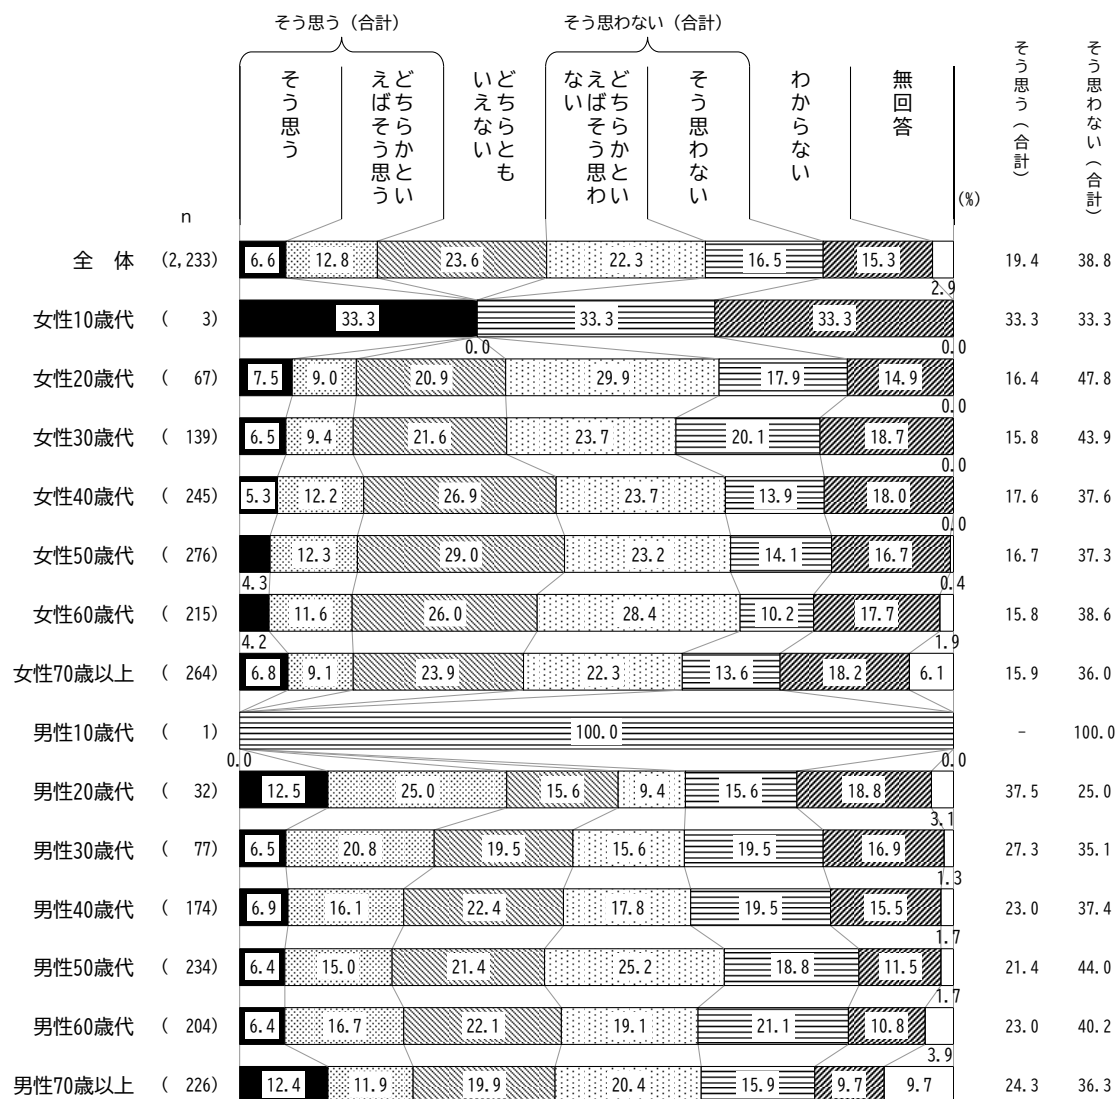 そう思う（合計）　そう思わない（合計）
そう思う
どちらかといえばそう思う
どちらともいえない
どちらかといえばそう思わない
そう思わない
わからない
無回答
そう思う（合計）
そう思わない（合計）
(%)
n
全　体 (2,233) 6.6 12.8 23.6 22.3 16.5 15.3 19.4 38.8
2.9
女性10歳代 ( 3) 33.3 33.3 33.3 33.3 33.3
0.0 0.0
女性20歳代 ( 67) 7.5 9.0 20.9 29.9 17.9 14.9 16.4 47.8
0.0
女性30歳代 ( 139) 6.5 9.4 21.6 23.7 20.1 18.7 15.8 43.9
0.0
女性40歳代 ( 245) 5.3 12.2 26.9 23.7 13.9 18.0 17.6 37.6
0.0
女性50歳代 ( 276) 12.3 29.0 23.2 14.1 16.7 16.7 37.3
4.3 0.4
女性60歳代 ( 215) 11.6 26.0 28.4 10.2 17.7 15.8 38.6
4.2 1.9
女性70歳以上 ( 264) 6.8 9.1 23.9 22.3 13.6 18.2 6.1 15.9 36.0
男性10歳代 ( 1) 100.0 - 100.0
0.0 0.0
男性20歳代 ( 32) 12.5 25.0 15.6 9.4 15.6 18.8 37.5 25.0
3.1
男性30歳代 ( 77) 6.5 20.8 19.5 15.6 19.5 16.9 27.3 35.1
1.3
男性40歳代 ( 174) 6.9 16.1 22.4 17.8 19.5 15.5 23.0 37.4
1.7
男性50歳代 ( 234) 6.4 15.0 21.4 25.2 18.8 11.5 21.4 44.0
1.7
男性60歳代 ( 204) 6.4 16.7 22.1 19.1 21.1 10.8 23.0 40.2
3.9
男性70歳以上 ( 226) 12.4 11.9 19.9 20.4 15.9 9.7 9.7 24.3 36.3